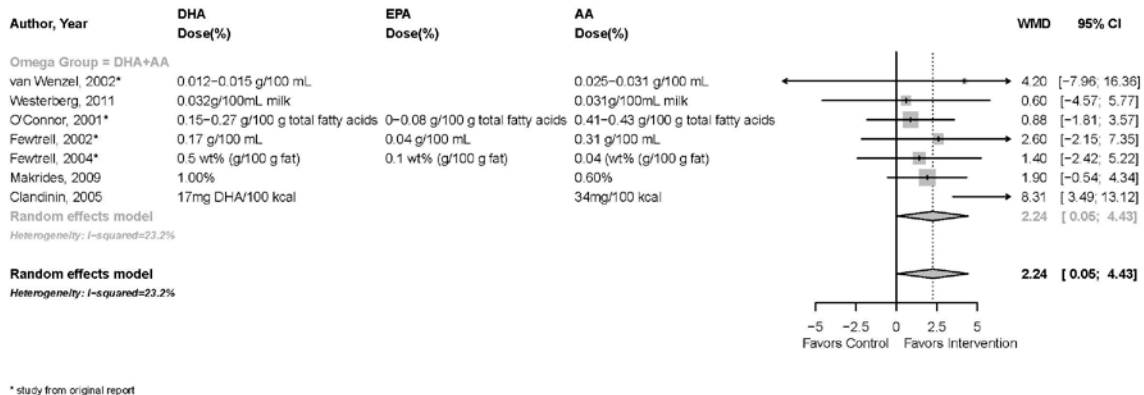 Author, Year DHA Dose(%) EPA Dose(%) AA Dose(%) WMD 95% CI
Omega Group = DHA+AA
van Wenzel, 2002* 0.012−0.015 g/100 mL 0.025−0.031 g/100 mL 4.20 [−7.96; 16.36]
Westerberg, 2011 0.032g/100mL milk 0.031g/100mL milk 0.60 [−4.57; 5.77]
O'Connor, 2001* 0.15−0.27 g/100 g total fatty acids 0−0.08 g/100 g total fatty acids 0.41−0.43 g/100 g total fatty acids 0.88 [−1.81; 3.57]
Fewtrell, 2002* 0.17 g/100 mL 0.04 g/100 mL 0.31 g/100 mL 2.60 [−2.15; 7.35]
Fewtrell, 2004* 0.5 wt% (g/100 g fat) 0.1 wt% (g/100 g fat) 0.04 (wt% (g/100 g fat) 1.40 [−2.42; 5.22]
Makrides, 2009 1.00% 0.60% 1.90 [−0.54; 4.34]
Clandinin, 2005 17mg DHA/100 kcal 34mg/100 kcal 8.31 [ 3.49; 13.12]
Random effects model 2.24 [ 0.05; 4.43]
Heterogeneity: I−squared=23.2%
Random effects model 2.24 [ 0.05; 4.43]
Heterogeneity: I−squared=23.2%
−5 −2.5 0 2.5 5
Favors Control Favors Intervention
* study from original report